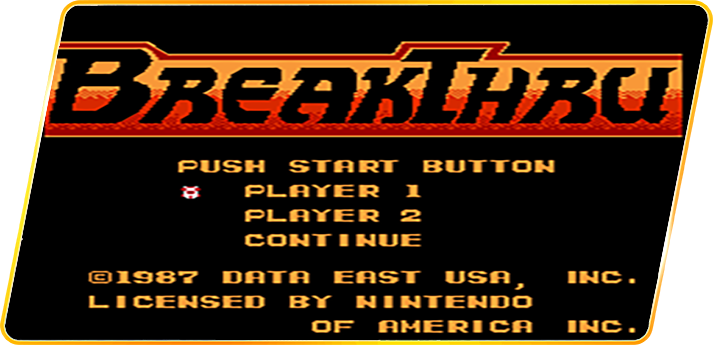 BREAKTHRU
PUSH START BUTTON
PLAYER 1
PLAYER 2
CONTINUE
©1987 DATA EAST USA, INC.
LICENSED BY NINTENDO
OF AMERICA INC.